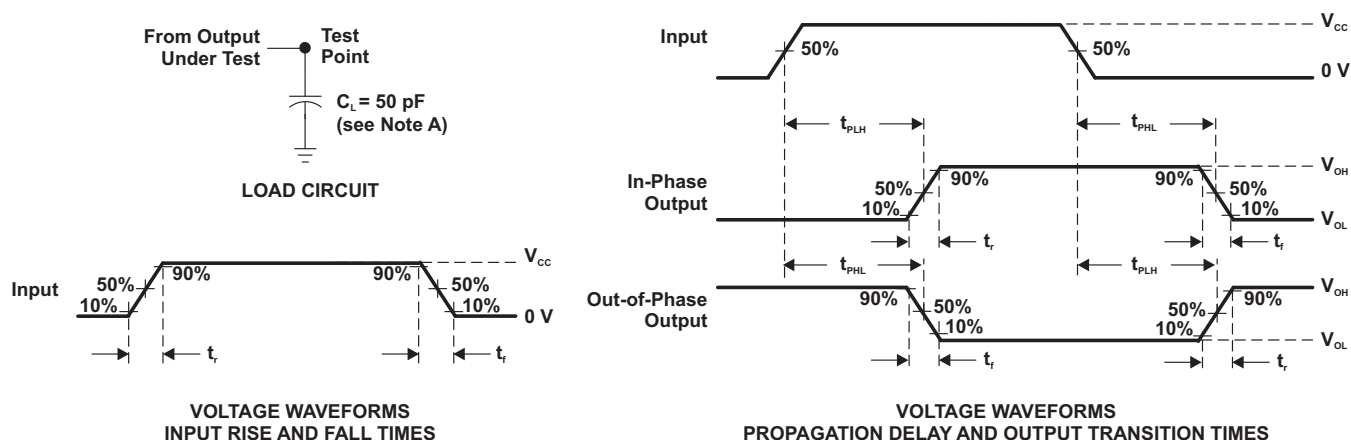 From Output
Under Test
Test
Point
C_L = 50 pF
(see Note A)
LOAD CIRCUIT
Input
50%
10%
90%
90%
50%
10%
V_CC
0 V
t_r
t_f
VOLTAGE WAVEFORMS
INPUT RISE AND FALL TIMES
Input
50%
50%
V_CC
0 V
t_PLH
t_PHL
In-Phase
Output
50%
10%
90%
90%
50%
10%
V_OH
V_OL
t_r
t_f
t_PHL
t_PLH
Out-of-Phase
Output
90%
50%
10%
50%
10%
90%
V_OH
V_OL
t_f
t_r
VOLTAGE WAVEFORMS
PROPAGATION DELAY AND OUTPUT TRANSITION TIMES